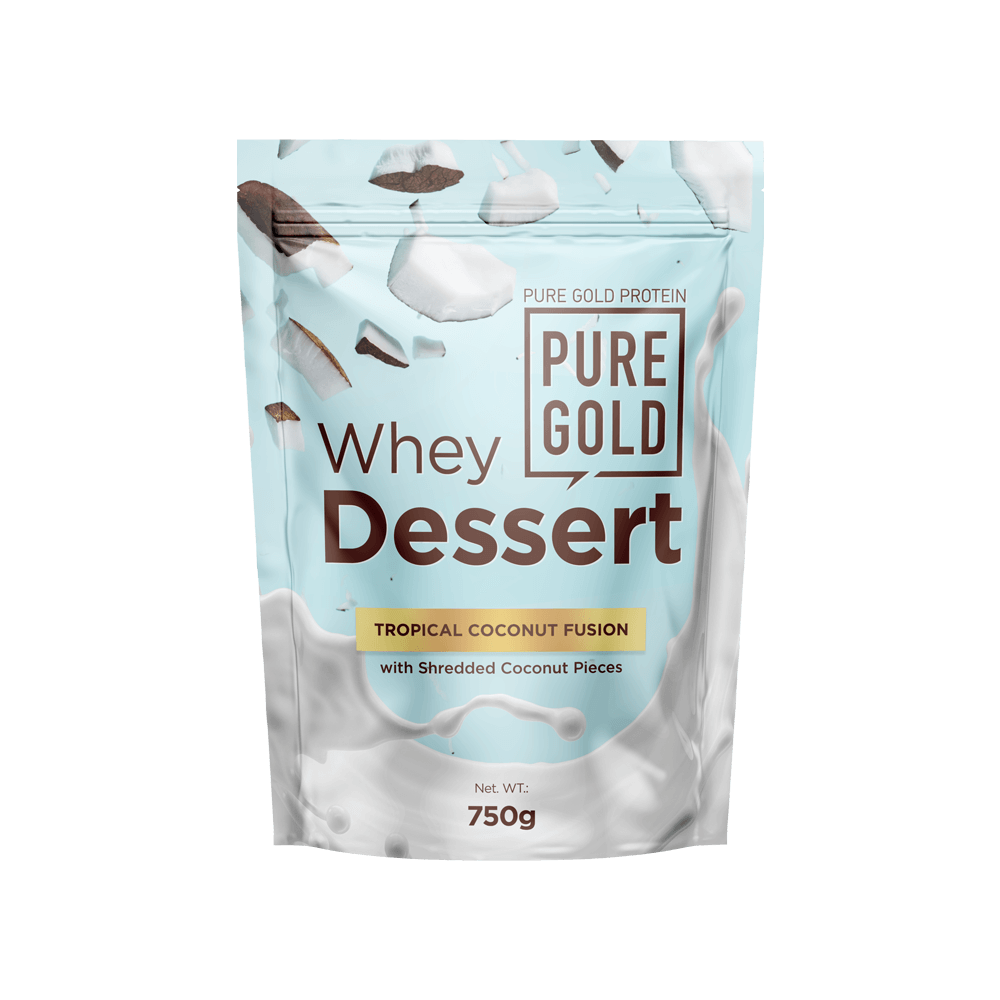 PURE GOLD PROTEIN
PURE
GOLD
Whey
Dessert
TROPICAL COCONUT FUSION
with Shredded Coconut Pieces
Net. WT.:
750g